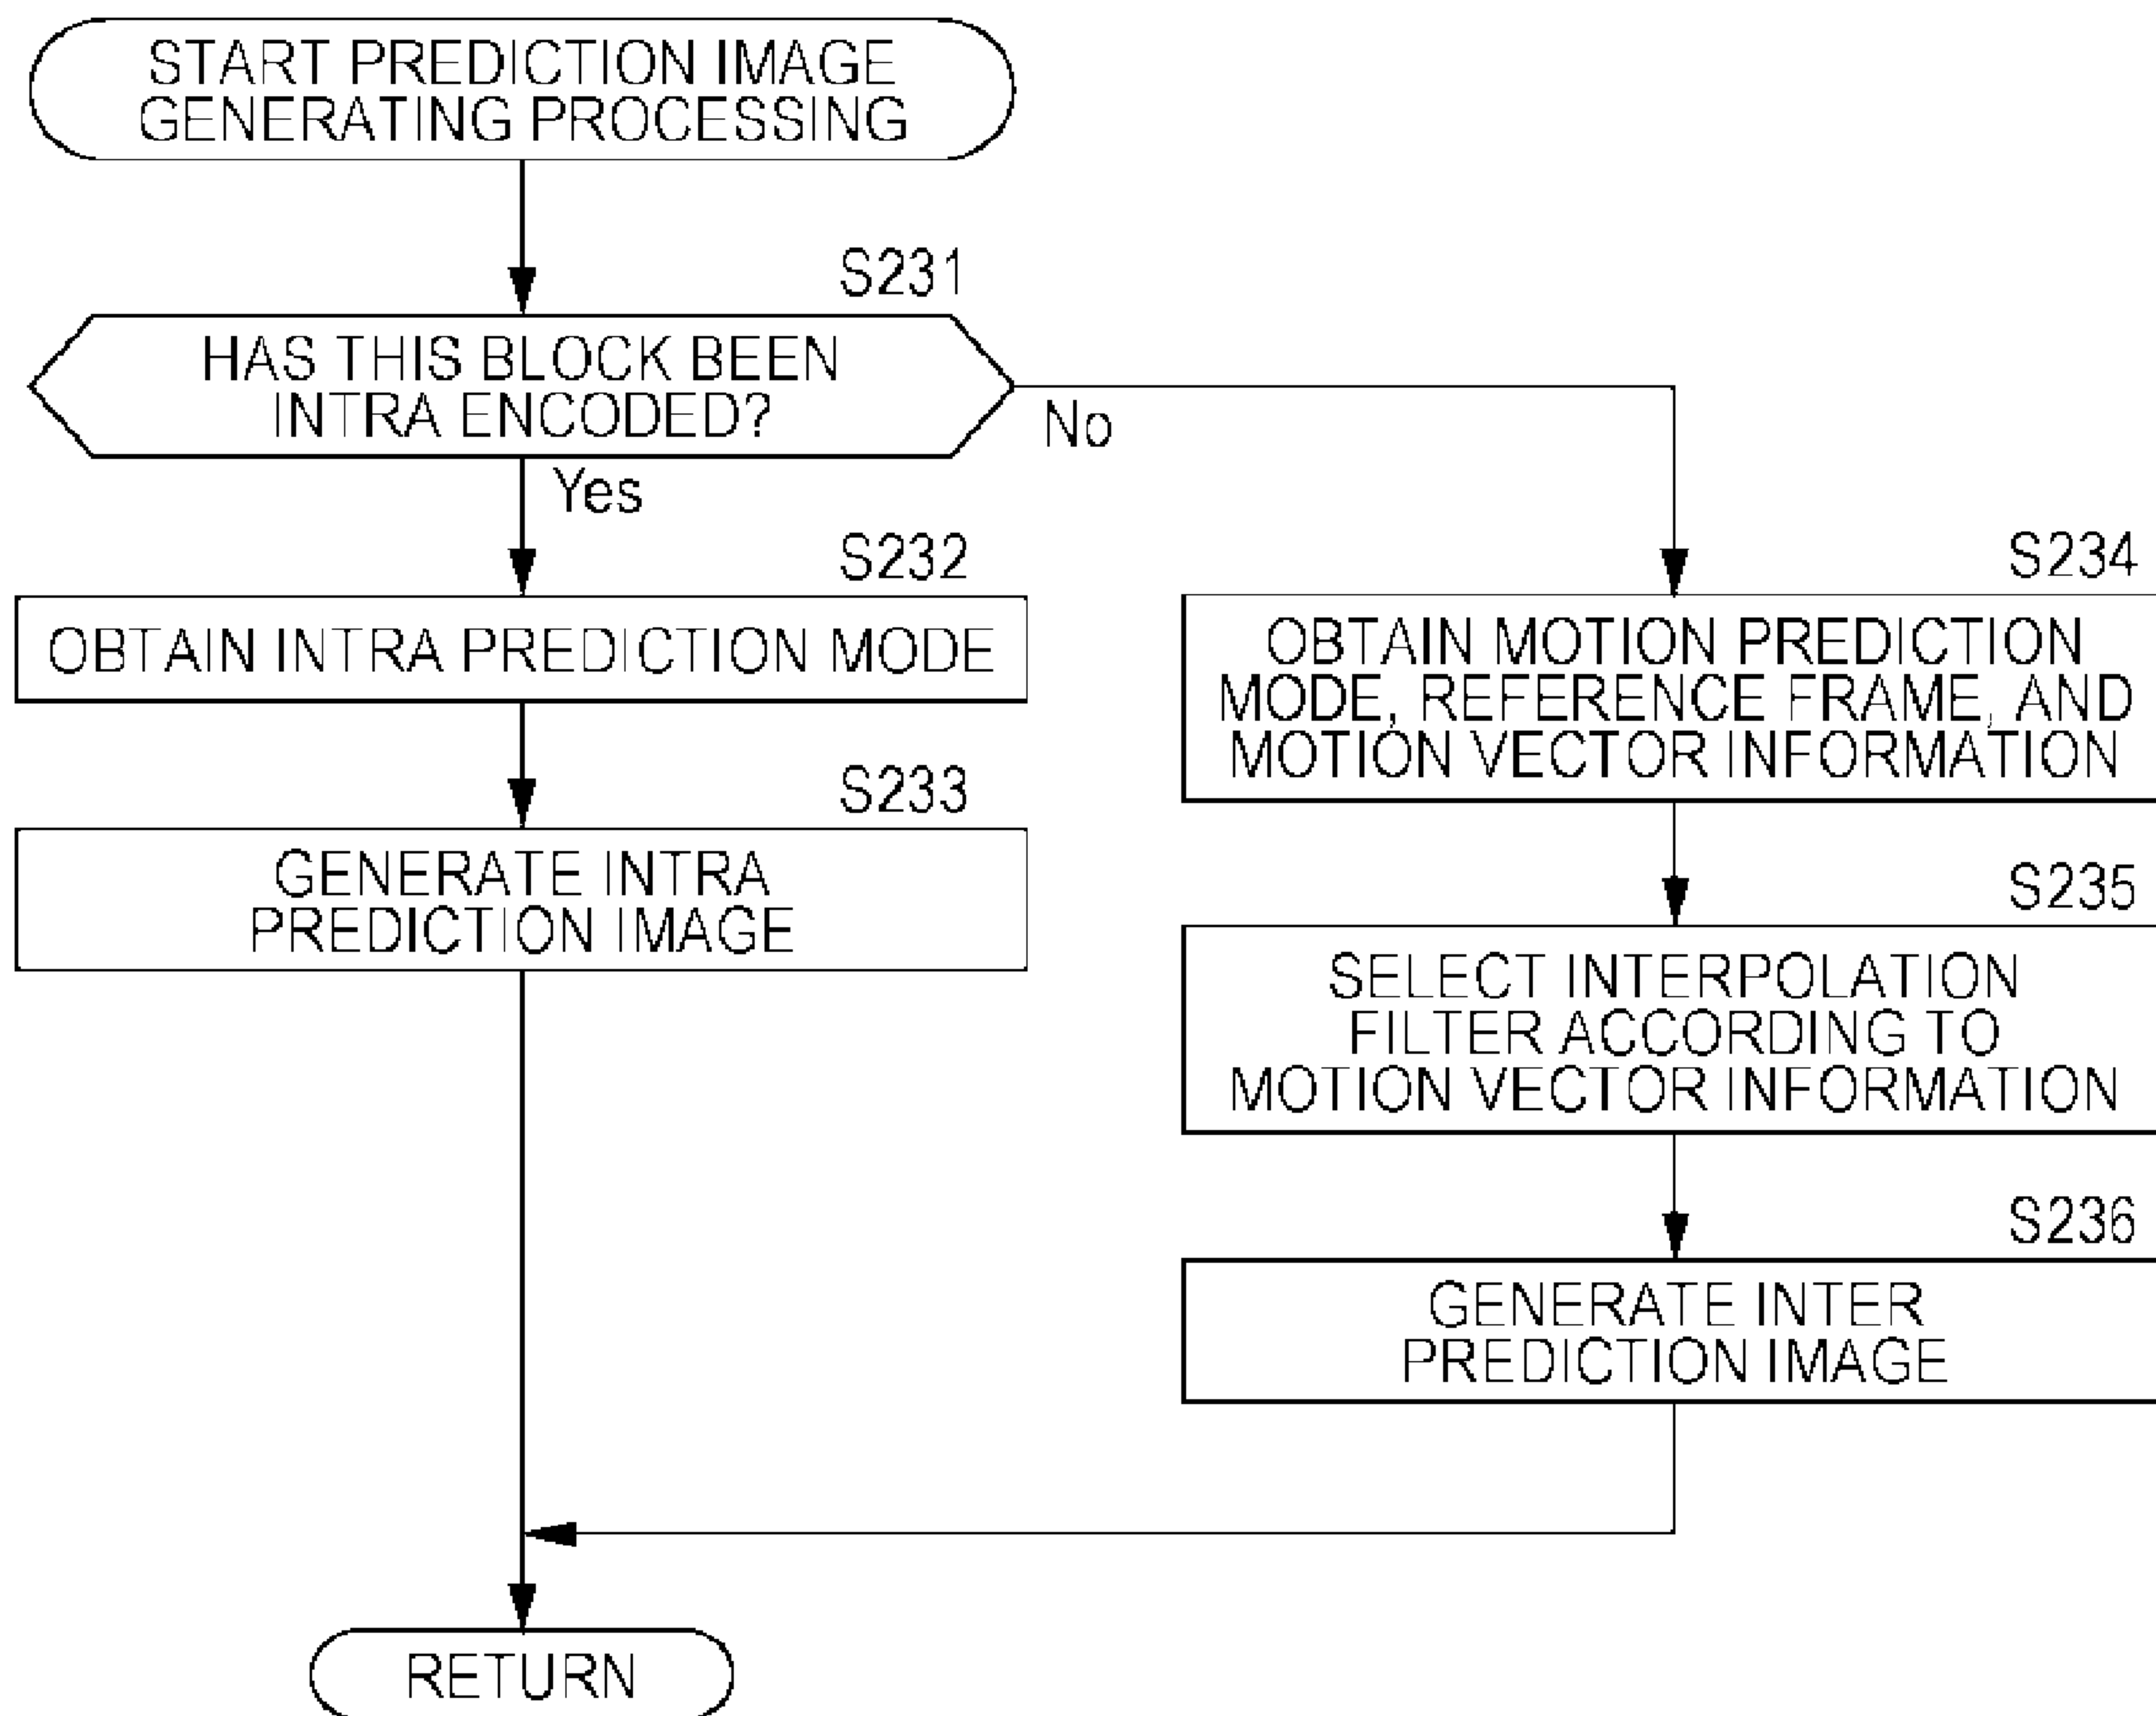 START PREDICTION IMAGE
GENERATING PROCESSING
S231
HAS THIS BLOCK BEEN
INTRA ENCODED?
No
Yes
S232
OBTAIN INTRA PREDICTION MODE
S233
GENERATE INTRA
PREDICTION IMAGE
S234
OBTAIN MOTION PREDICTION
MODE, REFERENCE FRAME, AND
MOTION VECTOR INFORMATION
S235
SELECT INTERPOLATION
FILTER ACCORDING TO
MOTION VECTOR INFORMATION
S236
GENERATE INTER
PREDICTION IMAGE
RETURN